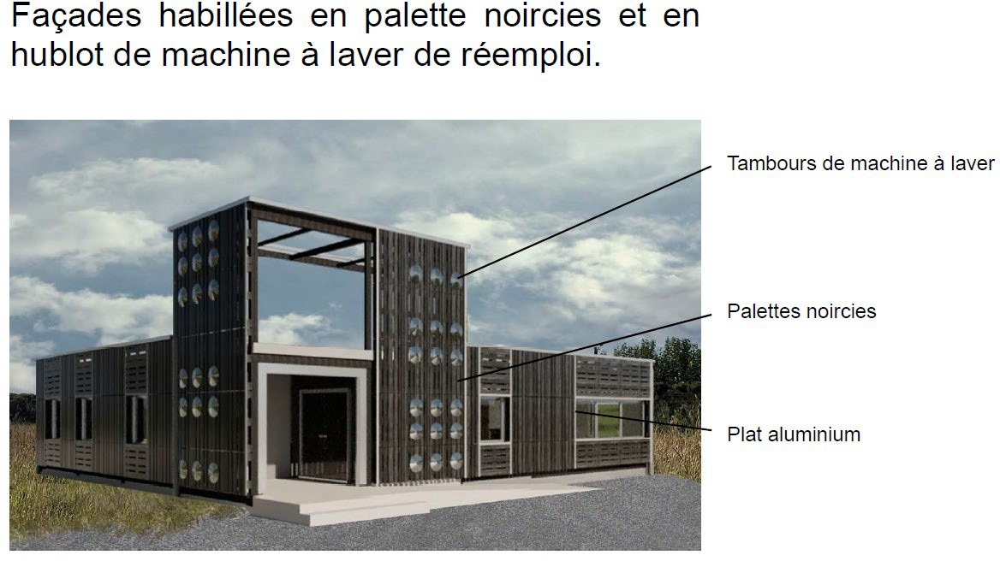 Façades habillées en palette noircies et en
hublot de machine à laver de réemploi.
Tambours de machine à laver
Palettes noircies
Plat aluminium